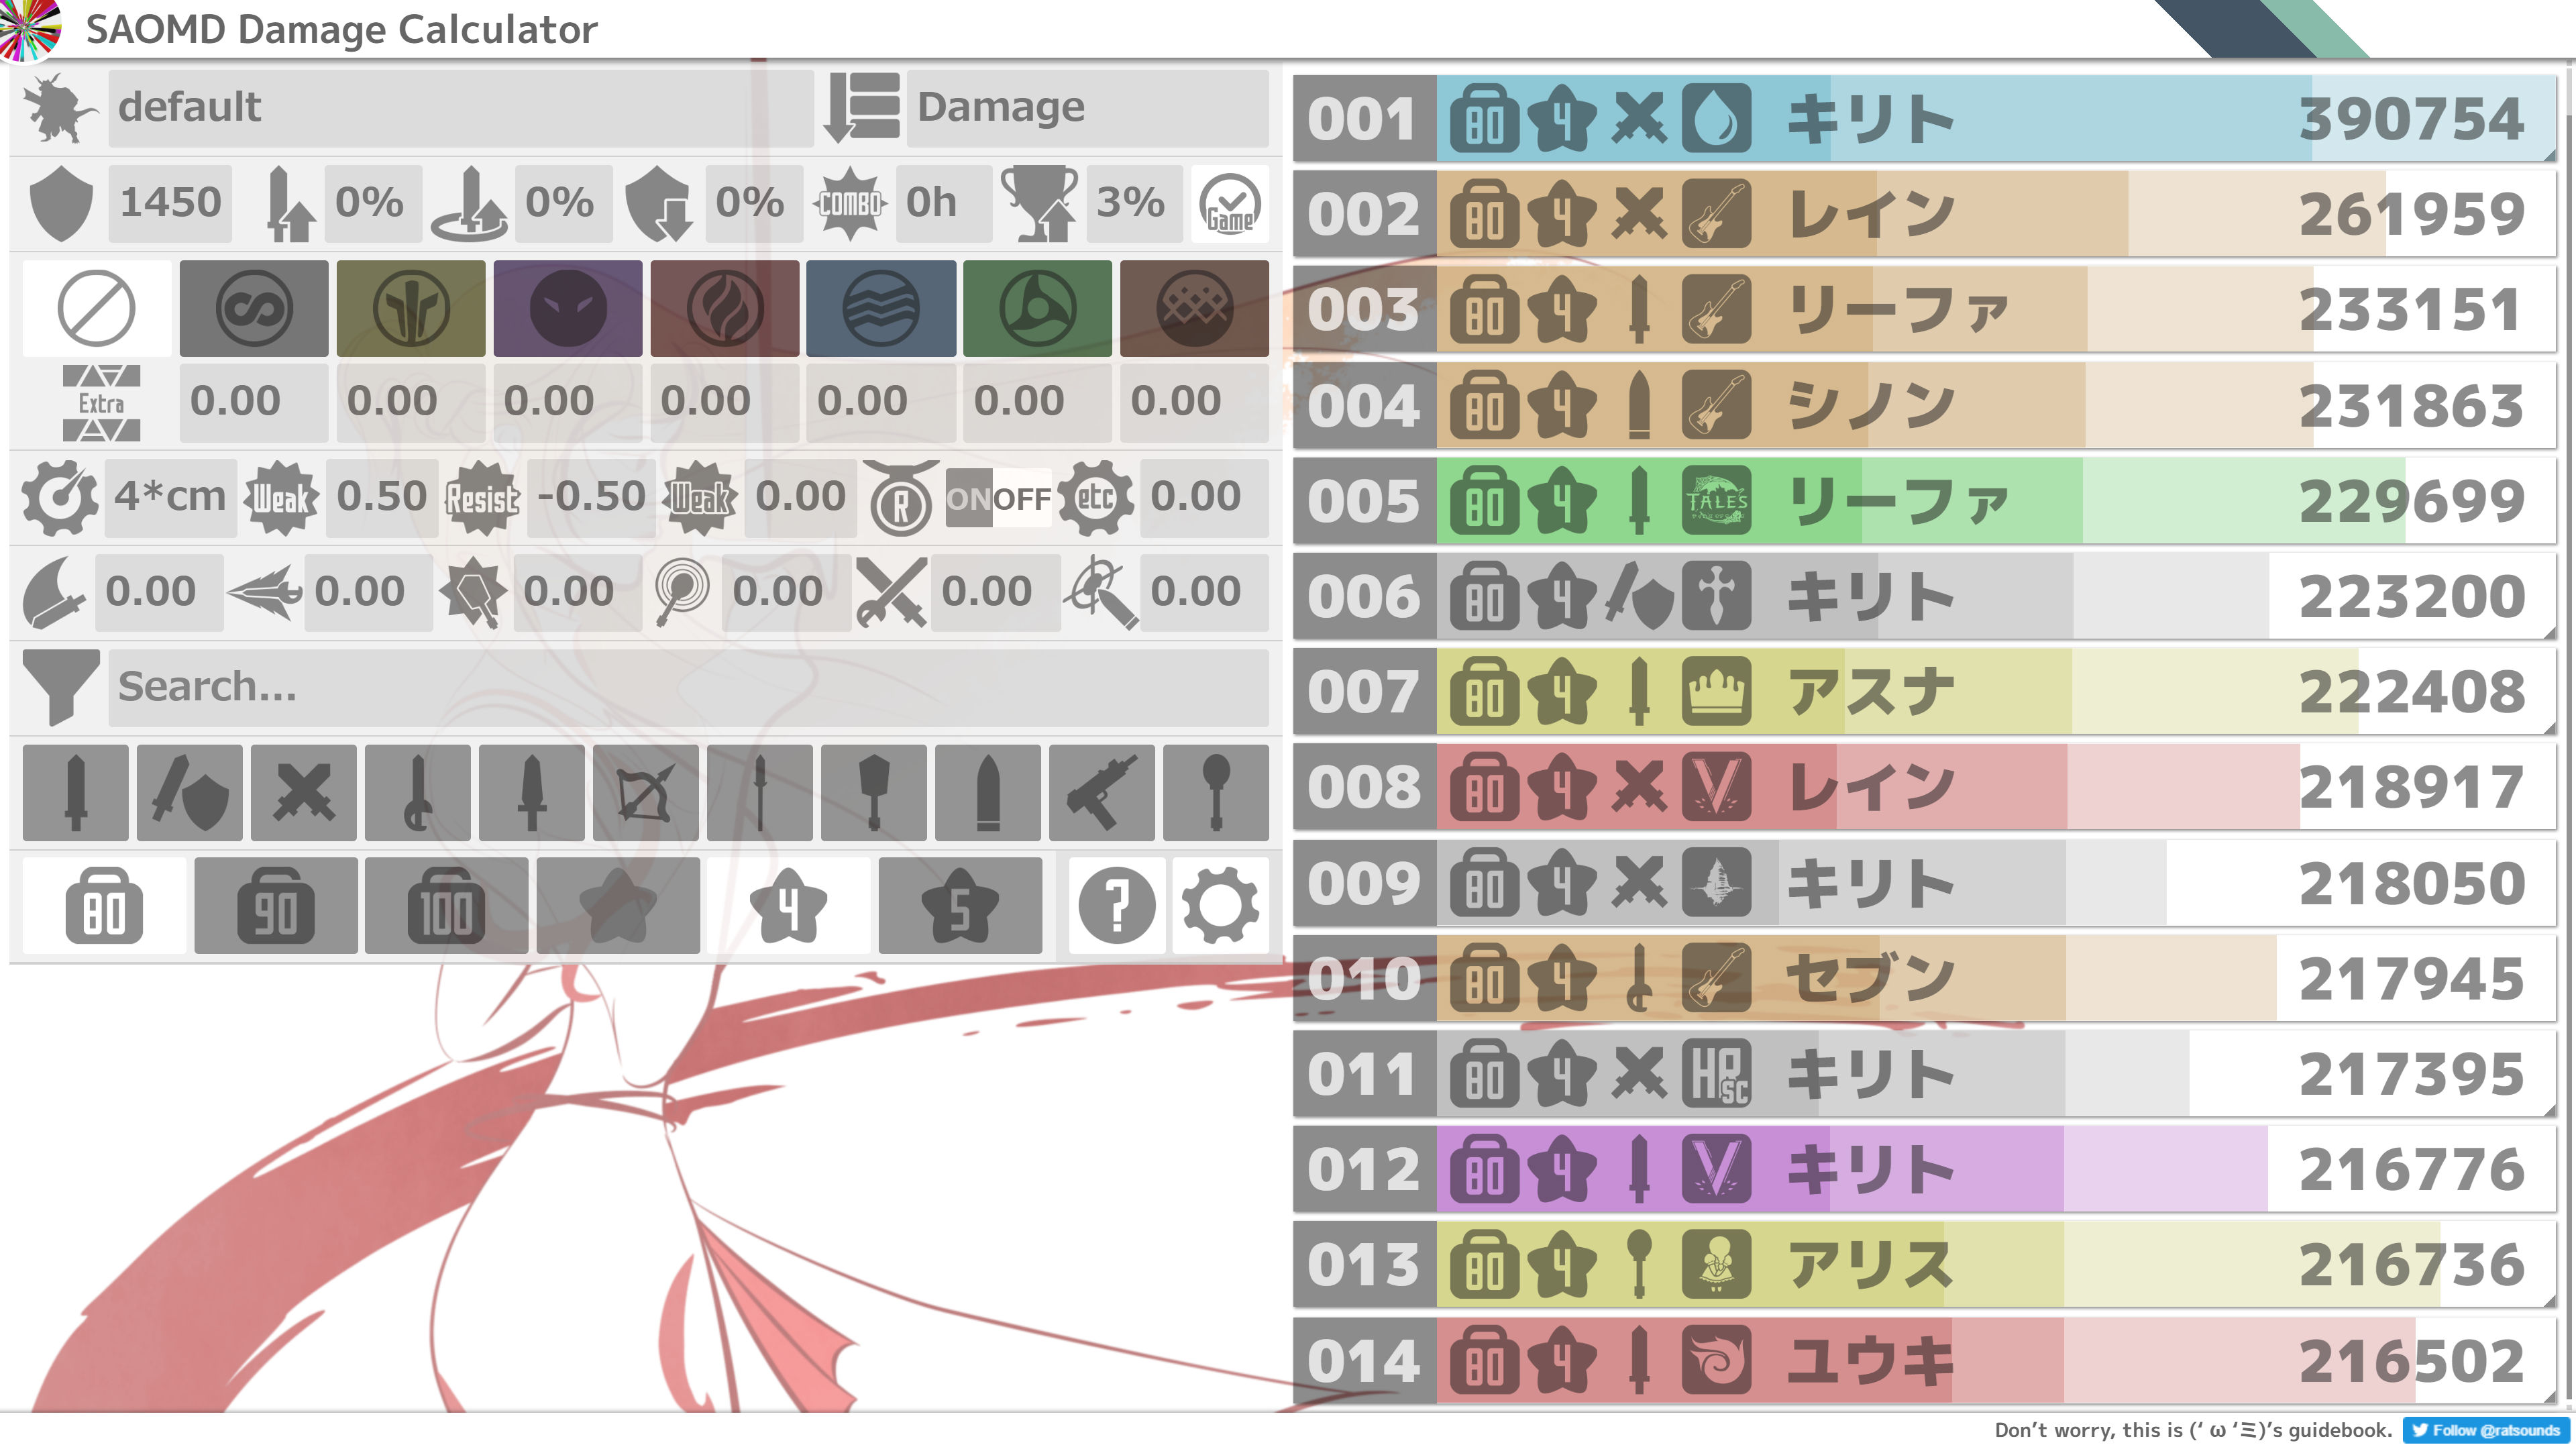 SAOMD Damage Calculator
default Damage
1450 0% 0% 0% COMBO 0h 3% Game
Extra 0.00 0.00 0.00 0.00 0.00 0.00 0.00
4*cm Weak 0.50 Resist -0.50 Weak 0.00 R ON OFF etc 0.00
0.00 0.00 0.00 0.00 0.00 0.00
Search...
80 90 100 4 5 ?
001 80 4 キリト 390754
002 80 4 レイン 261959
003 80 4 リーファ 233151
004 80 4 シノン 231863
005 80 4 TALES リーファ 229699
006 80 4 キリト 223200
007 80 4 アスナ 222408
008 80 4 V レイン 218917
009 80 4 キリト 218050
010 80 4 セブン 217945
011 80 4 HP SC キリト 217395
012 80 4 V キリト 216776
013 80 4 アリス 216736
014 80 4 ユウキ 216502
Don't worry, this is (‘ ω ‘ミ)'s guidebook. Follow @ratsounds